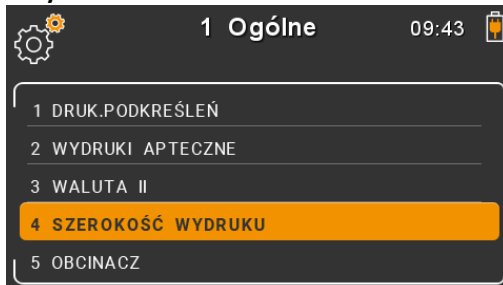 1 Ogólne 09:43
1 DRUK.PODKREŚLEŃ
2 WYDRUKI APTECZNE
3 WALUTA II
4 SZEROKOŚĆ WYDRUKU
5 OBCINACZ